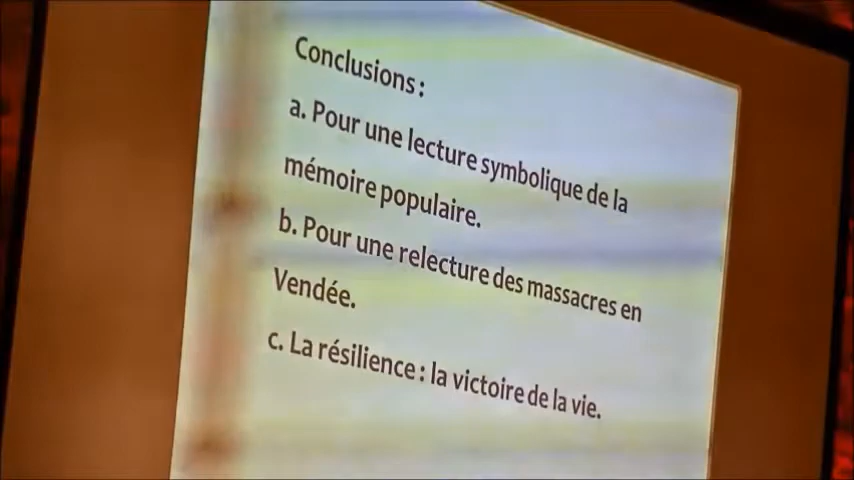 Conclusions :
a. Pour une lecture symbolique de la
mémoire populaire.
b. Pour une relecture des massacres en
Vendée.
c. La résilience : la victoire de la vie.